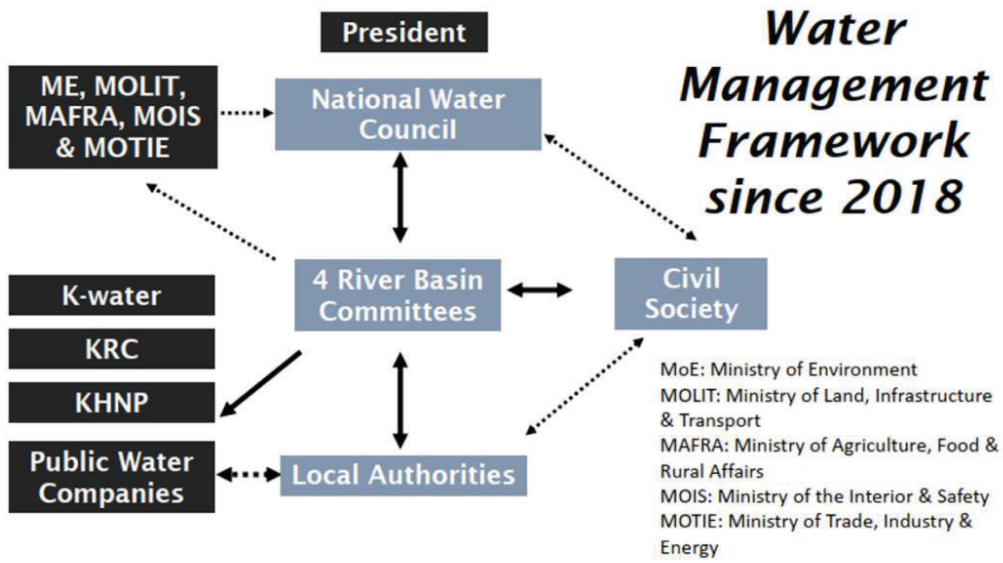 President
Water
Management
Framework
since 2018
ME, MOLIT,
MAFRA, MOIS
& MOTIE
National Water
Council
4 River Basin
Committees
Civil
Society
K-water
KRC
KHNP
Public Water
Companies
Local Authorities
MoE: Ministry of Environment
MOLIT: Ministry of Land, Infrastructure
& Transport
MAFRA: Ministry of Agriculture, Food &
Rural Affairs
MOIS: Ministry of the Interior & Safety
MOTIE: Ministry of Trade, Industry &
Energy